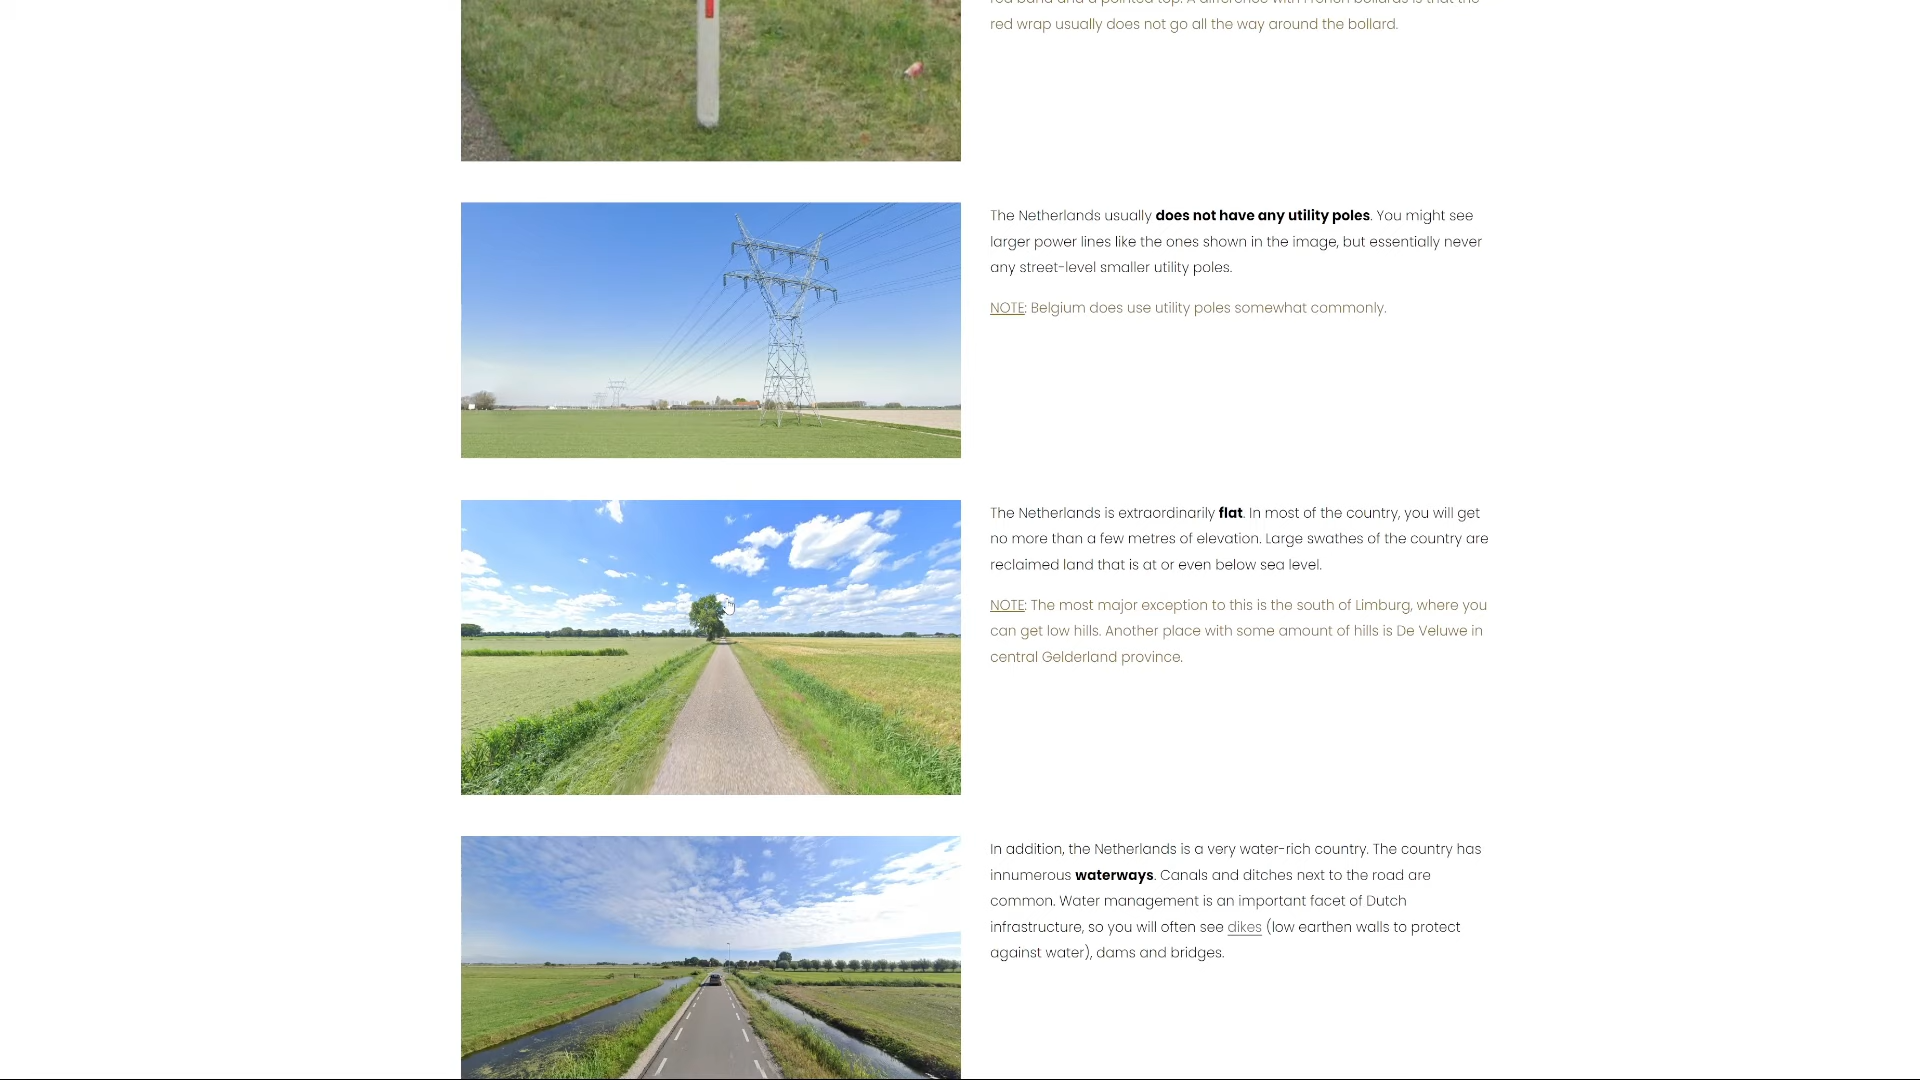 red wrap usually does not go all the way around the bollard.
The Netherlands usually does not have any utility poles. You might see
larger power lines like the ones shown in the image, but essentially never
any street-level smaller utility poles.
NOTE: Belgium does use utility poles somewhat commonly.
The Netherlands is extraordinarily flat. In most of the country, you will get
no more than a few metres of elevation. Large swathes of the country are
reclaimed land that is at or even below sea level.
NOTE: The most major exception to this is the south of Limburg, where you
can get low hills. Another place with some amount of hills is De Veluwe in
central Gelderland province.
In addition, the Netherlands is a very water-rich country. The country has
innumerous waterways. Canals and ditches next to the road are
common. Water management is an important facet of Dutch
infrastructure, so you will often see dikes (low earthen walls to protect
against water), dams and bridges.